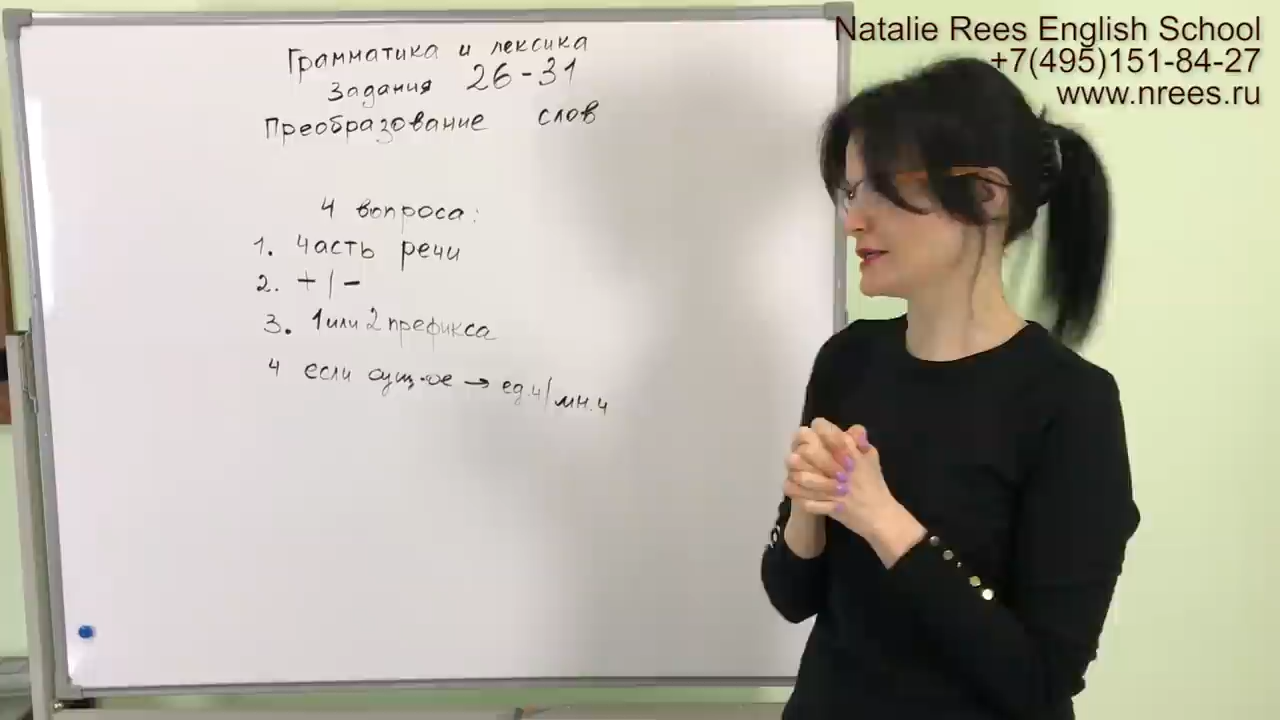 Natalie Rees English School
+7(495)151-84-27
www.nrees.ru
Грамматика и лексика
Задания 26-31
Преобразование слов
4 вопроса:
1. Часть речи
2. + | -
3. 1 или 2 префикса
4 если сущ-ое → ед.ч | мн.ч